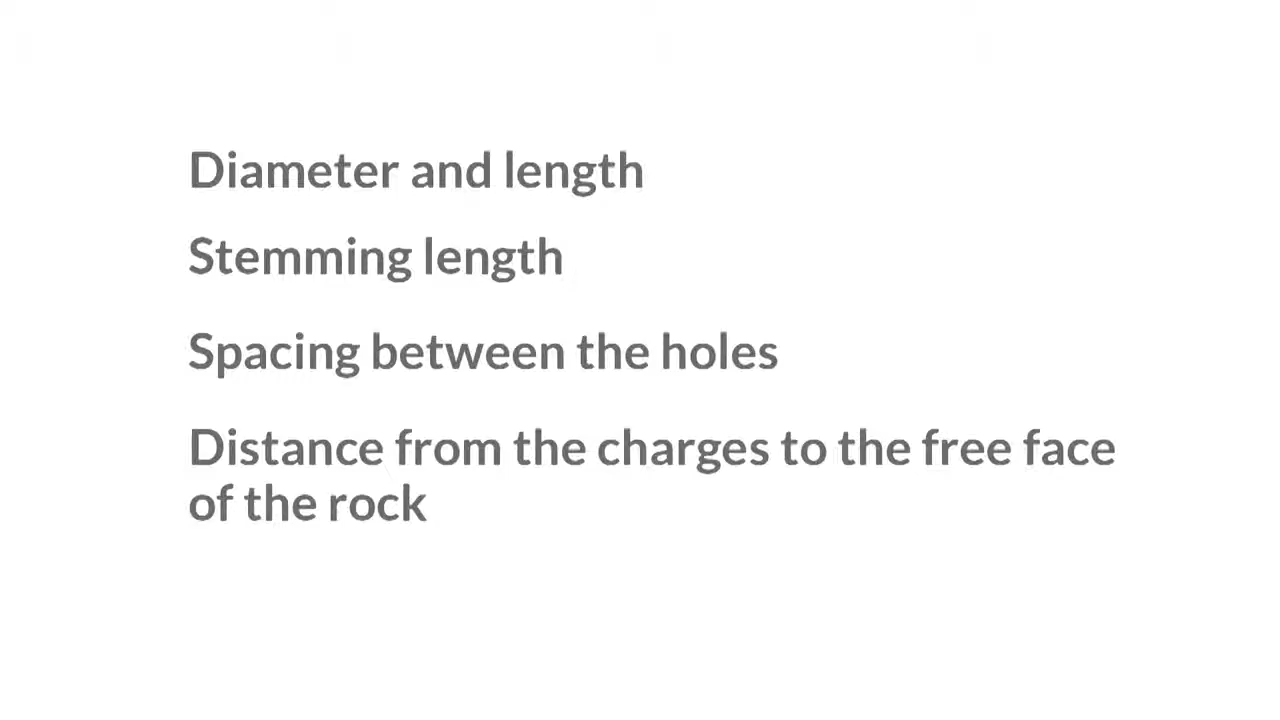 Diameter and length
Stemming length
Spacing between the holes
Distance from the charges to the free face
of the rock